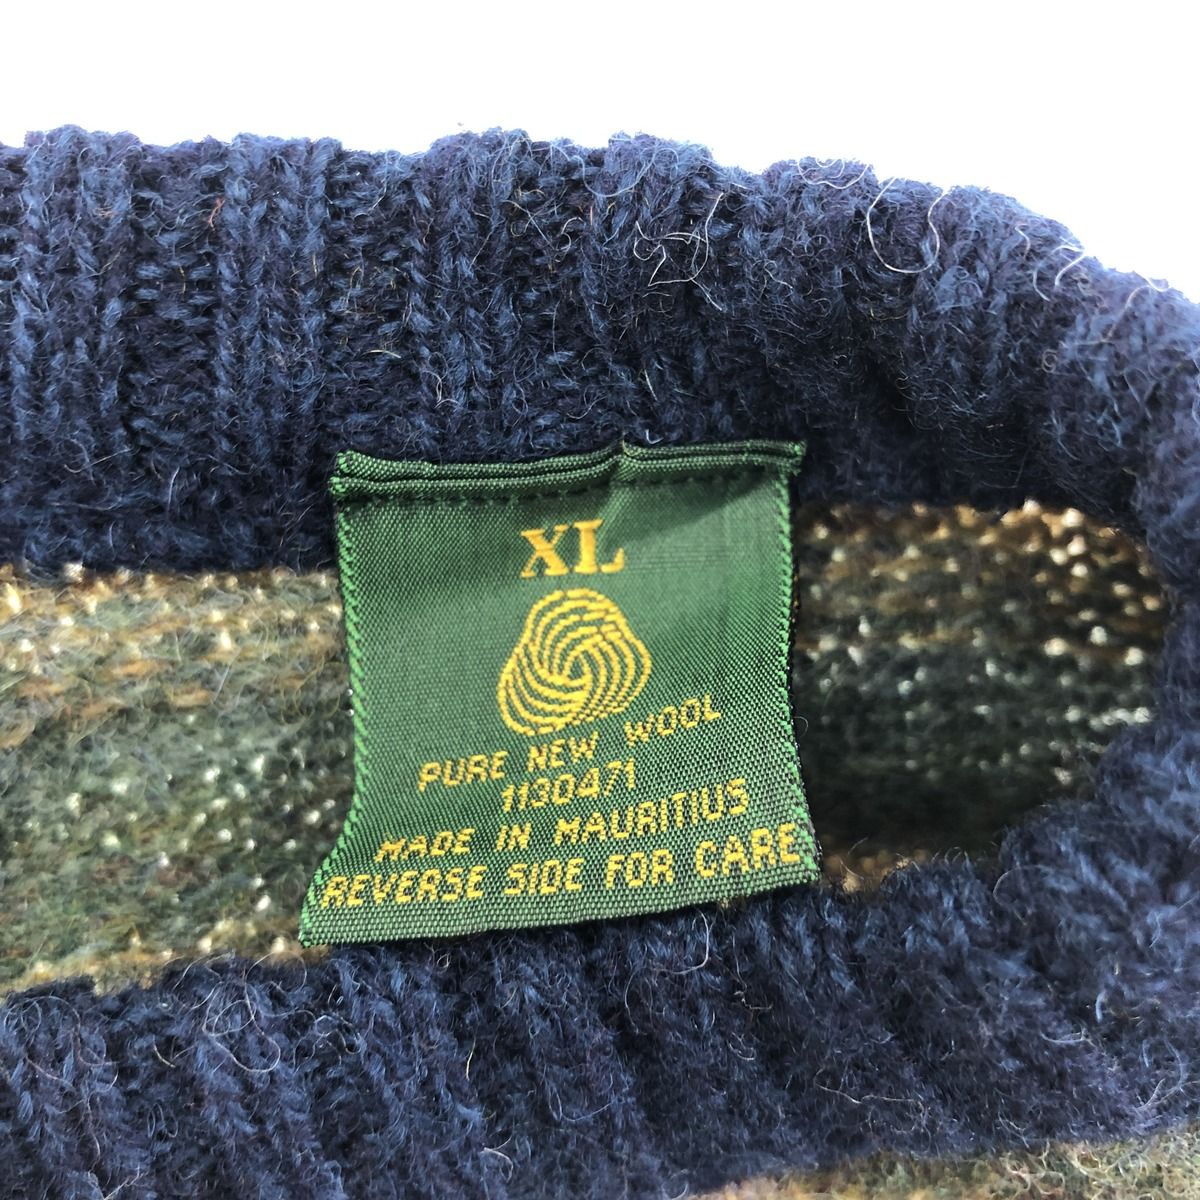 XL
PURE NEW WOOL
1130471
MADE IN MAURITIUS
REVERSE SIDE FOR CARE